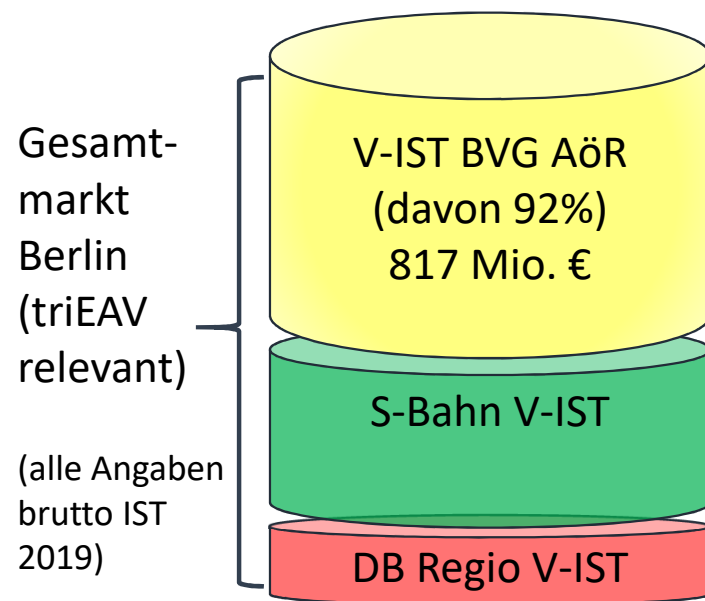 Gesamt-
markt
Berlin
(triEAV
relevant)
(alle Angaben
brutto IST
2019)
V-IST BVG AöR
(davon 92%)
817 Mio. €
S-Bahn V-IST
DB Regio V-IST